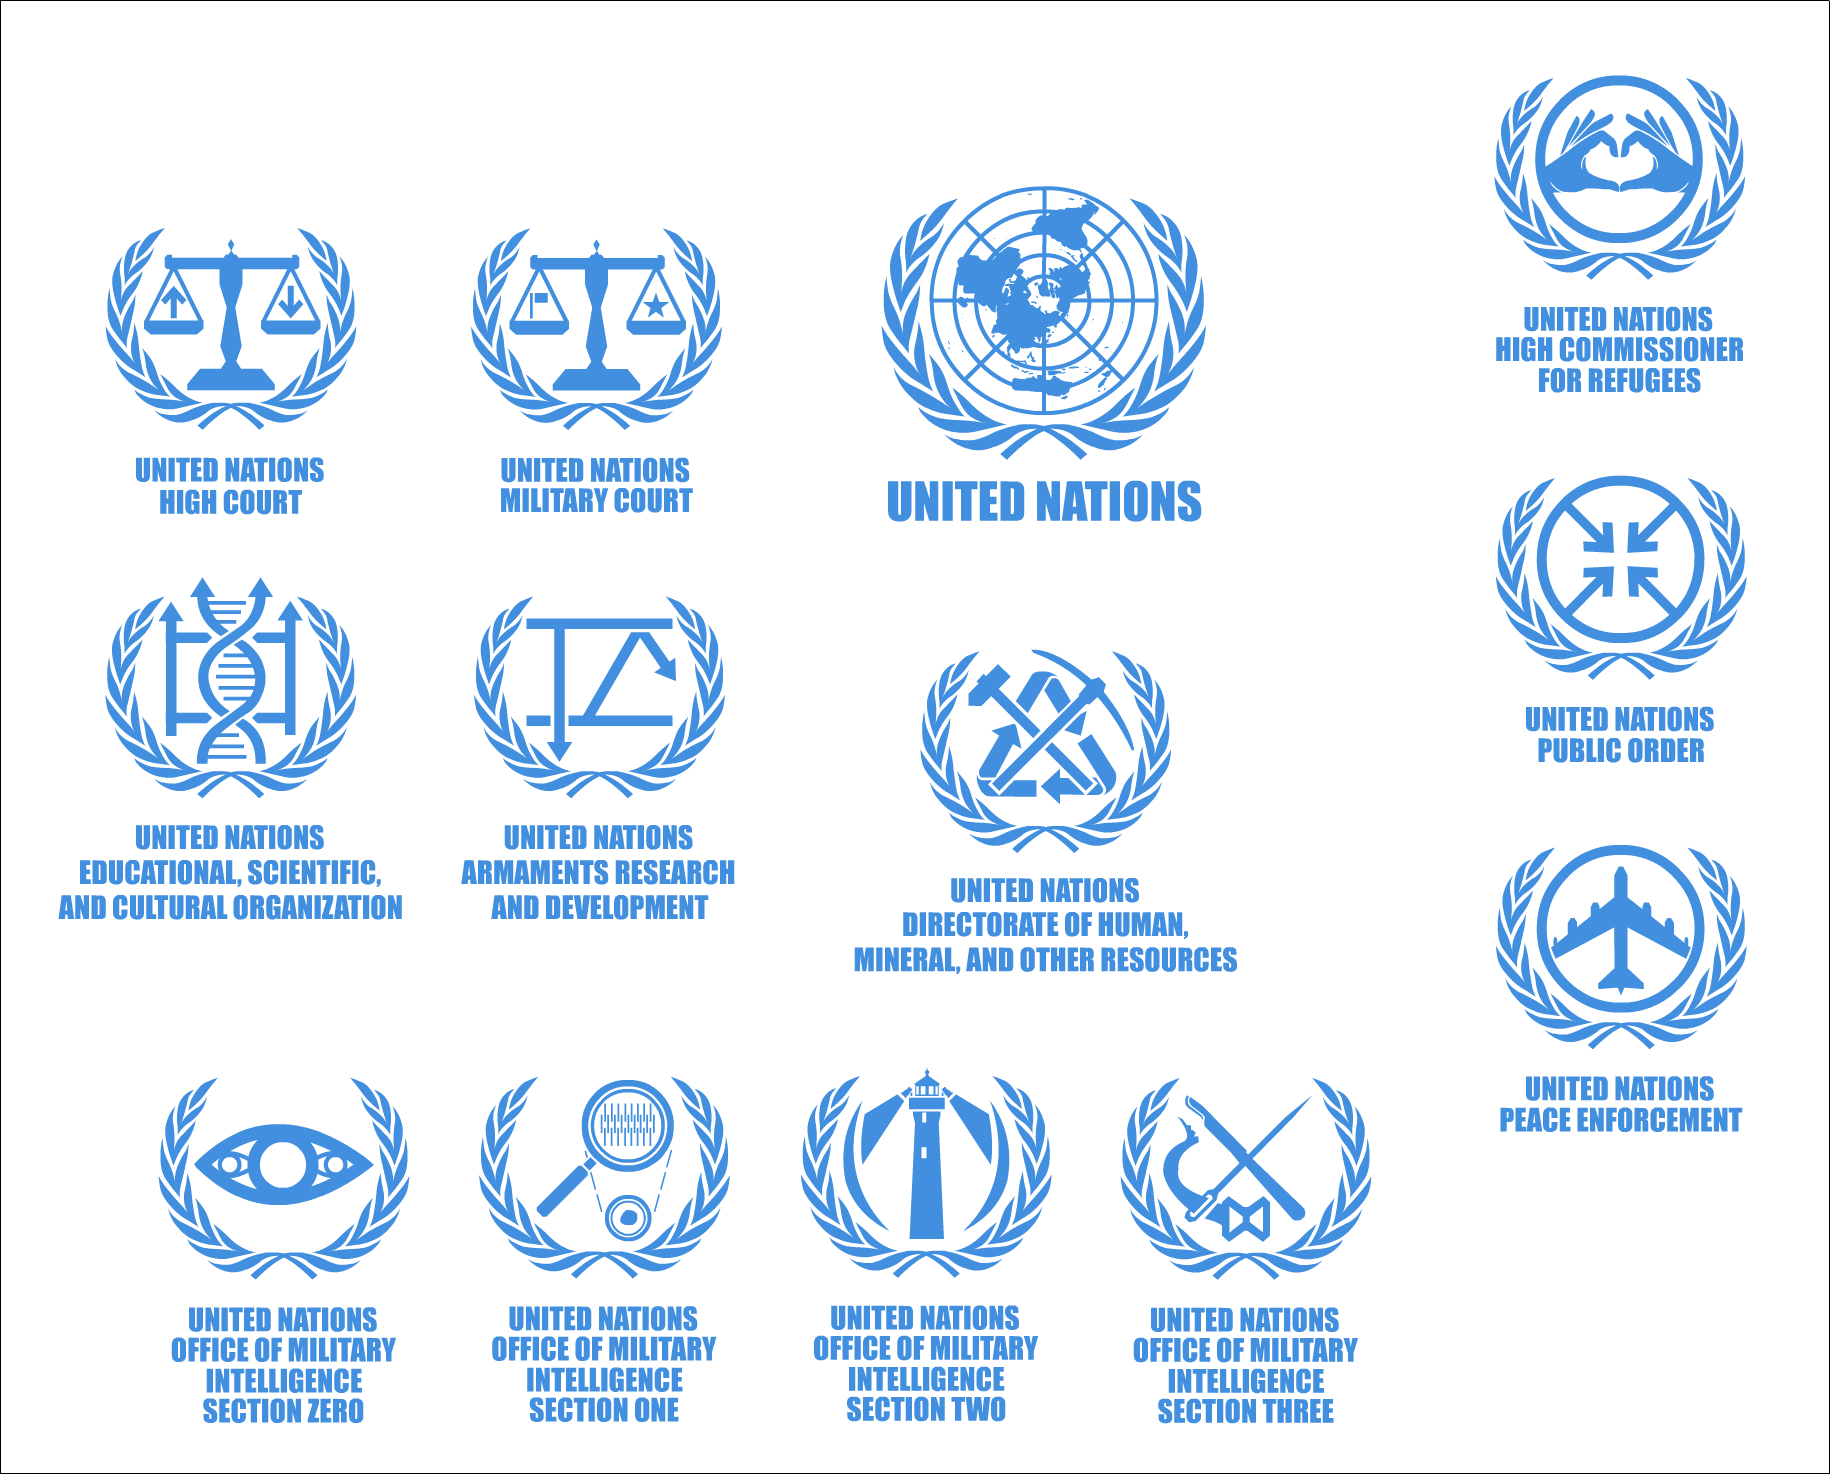 UNITED NATIONS
HIGH COURT
UNITED NATIONS
MILITARY COURT
UNITED NATIONS
UNITED NATIONS
HIGH COMMISSIONER
FOR REFUGEES
UNITED NATIONS
EDUCATIONAL, SCIENTIFIC,
AND CULTURAL ORGANIZATION
UNITED NATIONS
ARMAMENTS RESEARCH
AND DEVELOPMENT
UNITED NATIONS
DIRECTORATE OF HUMAN,
MINERAL, AND OTHER RESOURCES
UNITED NATIONS
PUBLIC ORDER
UNITED NATIONS
PEACE ENFORCEMENT
UNITED NATIONS
OFFICE OF MILITARY
INTELLIGENCE
SECTION ZERO
UNITED NATIONS
OFFICE OF MILITARY
INTELLIGENCE
SECTION ONE
UNITED NATIONS
OFFICE OF MILITARY
INTELLIGENCE
SECTION TWO
UNITED NATIONS
OFFICE OF MILITARY
INTELLIGENCE
SECTION THREE